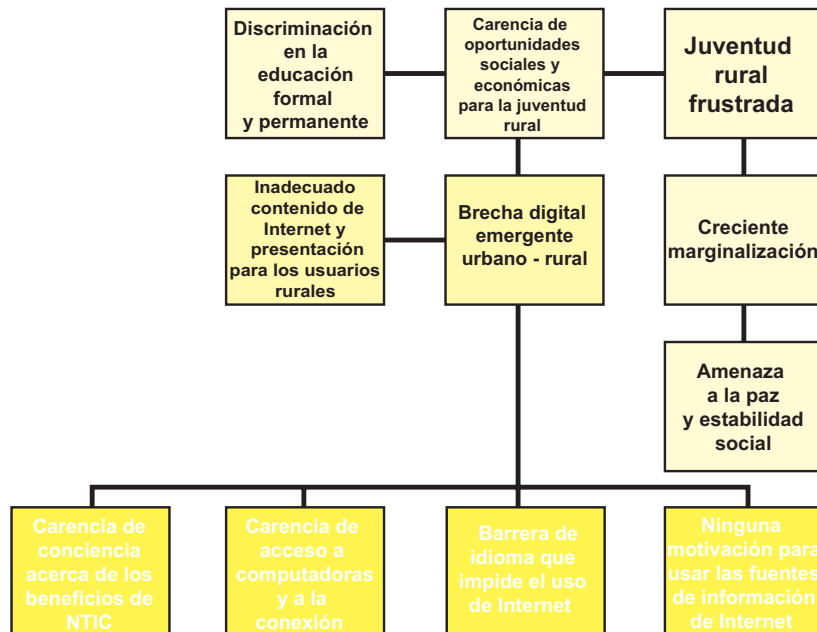 Discriminación
en la
educación
formal
y permanente
Carencia de
oportunidades
sociales y
económicas
para la juventud
rural
Juventud
rural
frustrada
Inadecuado
contenido de
Internet y
presentación
para los usuarios
rurales
Brecha digital
emergente
urbano - rural
Creciente
marginalización
Amenaza
a la paz
y estabilidad
social
Carencia de
conciencia
acerca de los
beneficios de
NTIC
Carencia de
acceso a
computadoras
y a la
conexión
Barrera de
idioma que
impide el uso
de Internet
Ninguna
motivación para
usar las fuentes
de información
de Internet